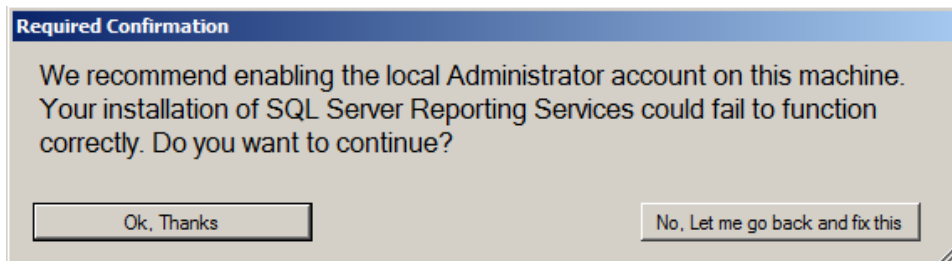 Required Confirmation
We recommend enabling the local Administrator account on this machine.
Your installation of SQL Server Reporting Services could fail to function
correctly. Do you want to continue?
Ok, Thanks
No, Let me go back and fix this